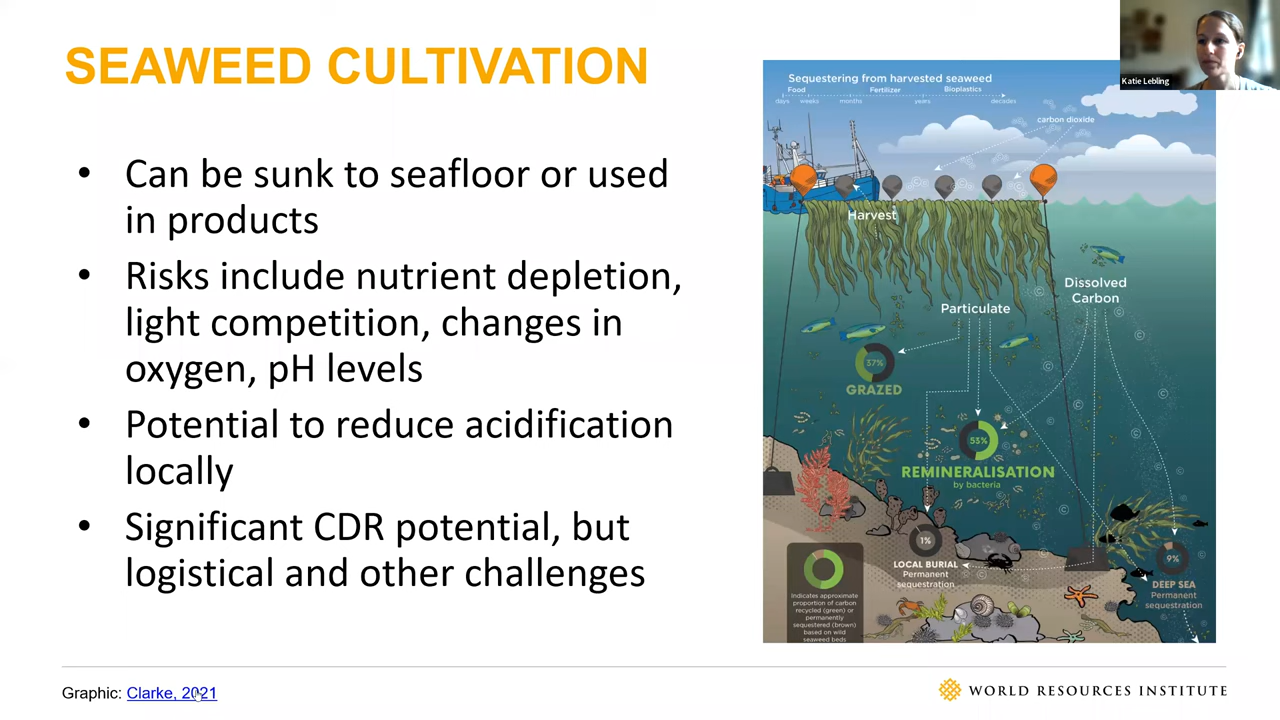 SEAWEED CULTIVATION
• Can be sunk to seafloor or used
in products
• Risks include nutrient depletion,
light competition, changes in
oxygen, pH levels
• Potential to reduce acidification
locally
• Significant CDR potential, but
logistical and other challenges
Graphic: Clarke, 2021
Katie Lebling
Sequestering from harvested seaweed
Food Fertilizer Bioplastics
days weeks months years decades
carbon dioxide
Harvest
Dissolved
Carbon
Particulate
37%
GRAZED
53%
REMINERALISATION
by bacteria
1%
LOCAL BURIAL
Permanent
sequestration
9%
DEEP SEA
Permanent
sequestration
Indicates approximate
proportion of carbon
recycled (green) or
permanently
sequestered (brown)
based on wild
seaweed beds
WORLD RESOURCES INSTITUTE